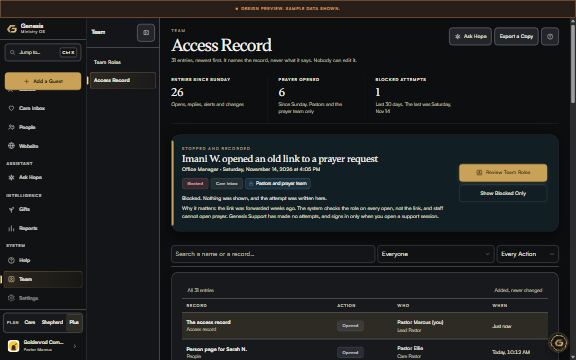 DESIGN PREVIEW. SAMPLE DATA SHOWN.
Genesis
Ministry OS
Jump to...
Ctrl K
+ Add a Guest
Care Inbox
People
Website
ASSISTANT
Ask Hope
INTELLIGENCE
Gifts
Reports
SYSTEM
Help
Team
Settings
PLAN Care Shepherd Plus
Goldenrod Com...
Pastor Marcus
Team
Team Roles
Access Record
TEAM
Access Record
31 entries, newest first. It names the record, never what it says. Nobody can edit it.
Ask Hope
Export a Copy
ENTRIES SINCE SUNDAY
26
Opens, replies, alerts and changes
PRAYER OPENED
6
Since Sunday, Pastors and the
prayer team only
BLOCKED ATTEMPTS
1
Last 30 days. The last was Saturday,
Nov 14
STOPPED AND RECORDED
Imani W. opened an old link to a prayer request
Office Manager · Saturday, November 14, 2026 at 4:05 PM
Blocked
Care Inbox
Pastors and prayer team
Blocked. Nothing was shown, and the attempt was written here.
Why it matters: the link was forwarded weeks ago. The system checks the role on every open, not the link, and staff
cannot open prayer. Genesis Support has made no attempts, and signs in only when you open a support session.
Review Team Roles
Show Blocked Only
Search a name or a record...
Everyone
Every Action
All 31 entries
Added, never changed
RECORD ACTION WHO WHEN
The access record
Access record
Opened
Pastor Marcus (you)
Lead Pastor
Just now
Person page for Sarah N.
People
Opened
Pastor Ellie
Care Pastor
Today, 10:12 AM